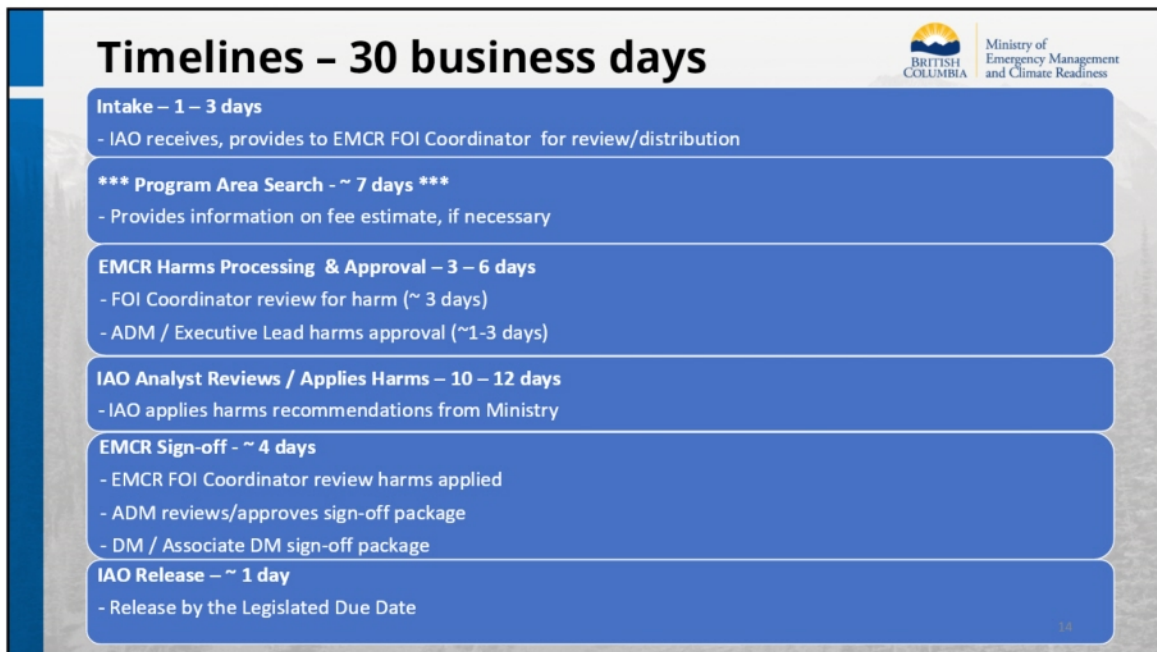 Timelines – 30 business days
BRITISH
COLUMBIA
Ministry of
Emergency Management
and Climate Readiness
Intake – 1 – 3 days
- IAO receives, provides to EMCR FOI Coordinator for review/distribution
*** Program Area Search - ~ 7 days ***
- Provides information on fee estimate, if necessary
EMCR Harms Processing & Approval – 3 – 6 days
- FOI Coordinator review for harm (~ 3 days)
- ADM / Executive Lead harms approval (~1-3 days)
IAO Analyst Reviews / Applies Harms – 10 – 12 days
- IAO applies harms recommendations from Ministry
EMCR Sign-off - ~ 4 days
- EMCR FOI Coordinator review harms applied
- ADM reviews/approves sign-off package
- DM / Associate DM sign-off package
IAO Release – ~ 1 day
- Release by the Legislated Due Date
14